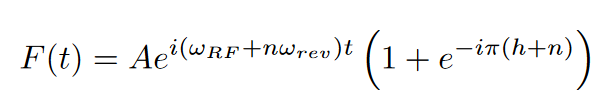 F(t) = Ae^{i(ω_{RF}+nω_{rev})t} (1 + e^{−iπ(h+n)})